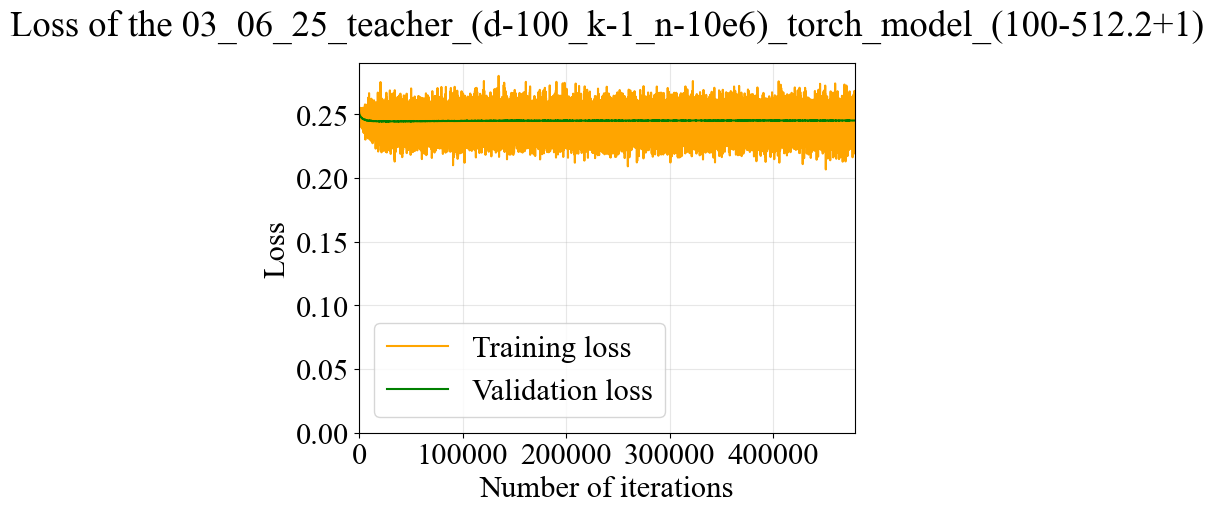 Loss of the 03_06_25_teacher_(d-100_k-1_n-10e6)_torch_model_(100-512.2+1)
0.25
0.20
0.15
0.10
0.05
0.00
Loss
Training loss
Validation loss
0 100000 200000 300000 400000
Number of iterations